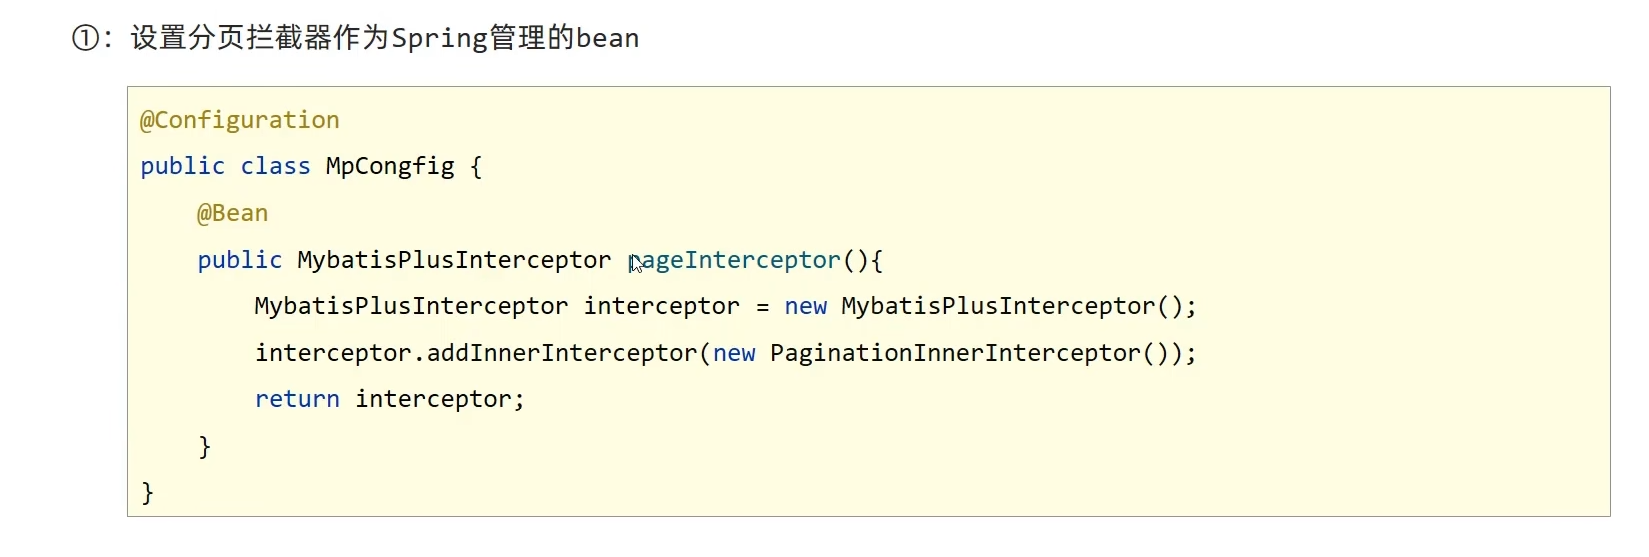 ①：设置分页拦截器作为Spring管理的bean
@Configuration
public class MpCongfig {
@Bean
public MybatisPlusInterceptor pageInterceptor(){
MybatisPlusInterceptor interceptor = new MybatisPlusInterceptor();
interceptor.addInnerInterceptor(new PaginationInnerInterceptor());
return interceptor;
}
}